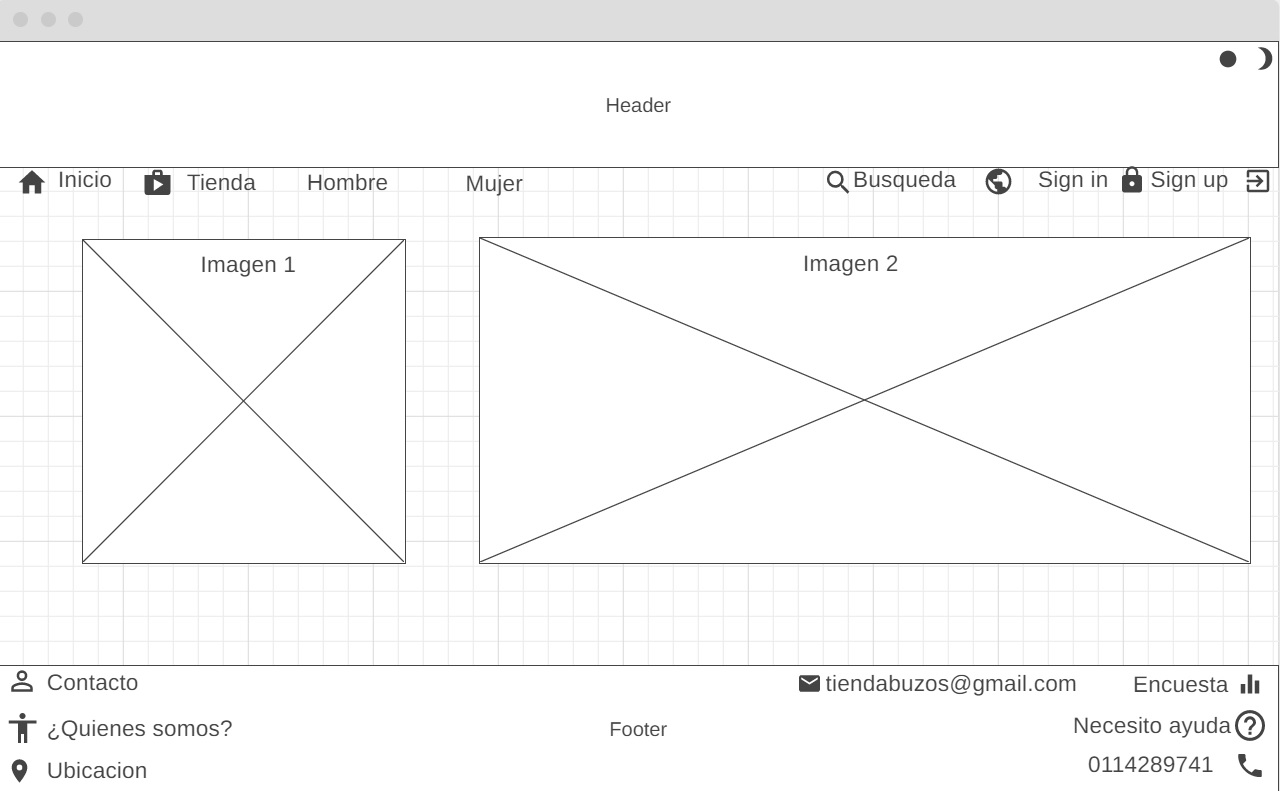 Header
Inicio Tienda Hombre Mujer Busqueda Sign in Sign up
Imagen 1
Imagen 2
Contacto
¿Quienes somos?
Ubicacion
Footer
tiendabuzos@gmail.com
Encuesta
Necesito ayuda
0114289741